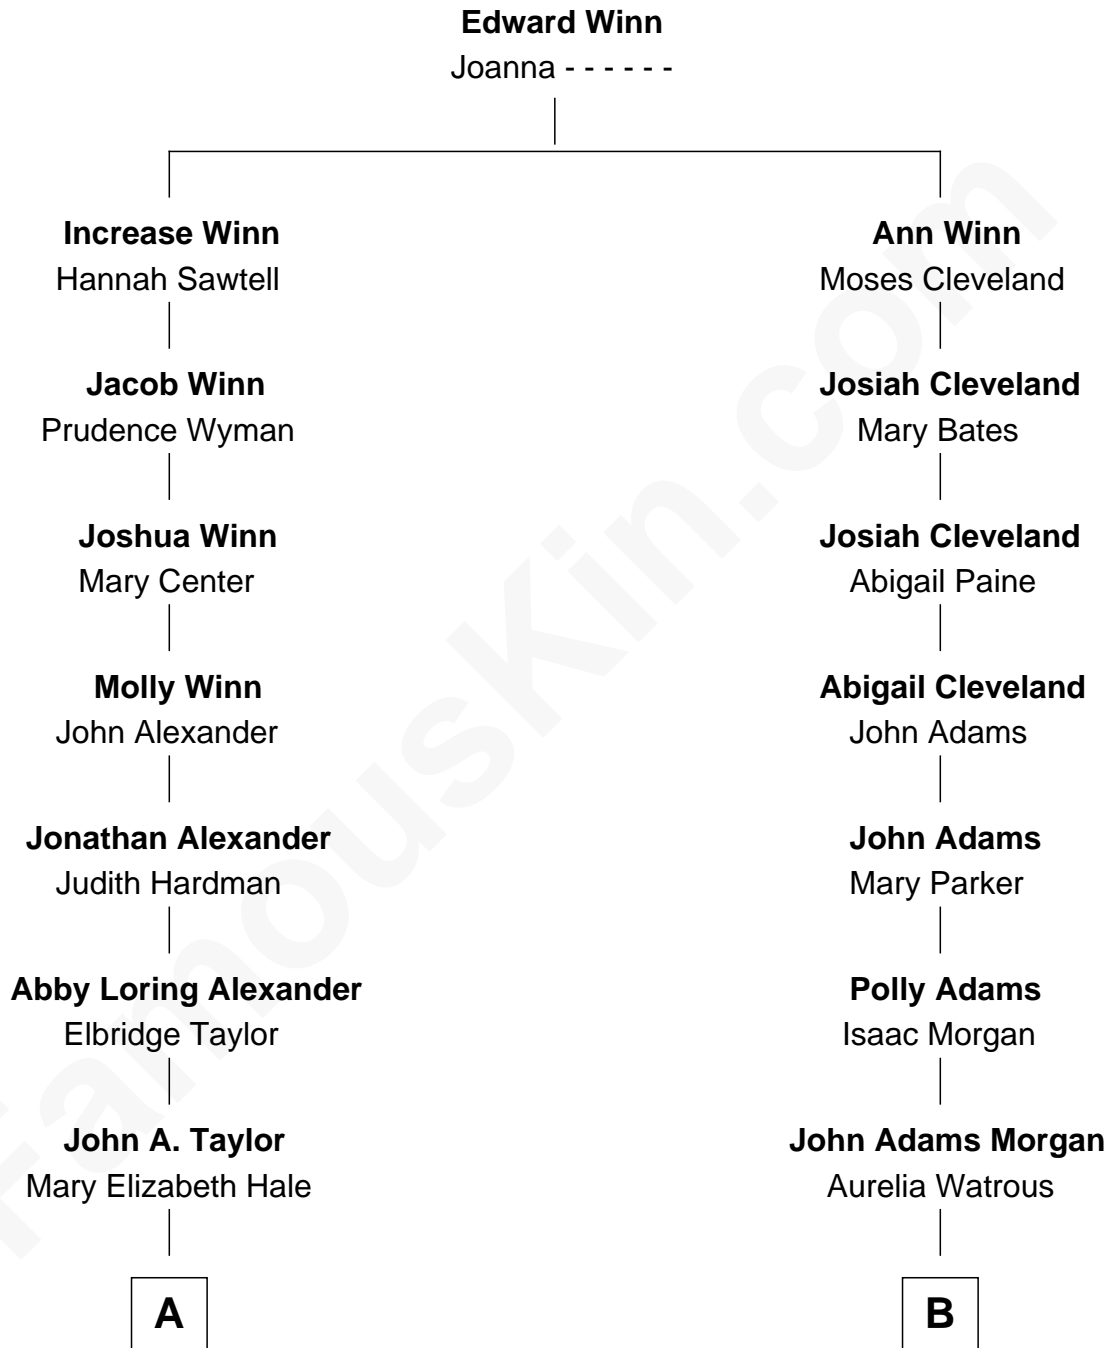 Edward Winn
Joanna - - - - - -
Increase Winn
Hannah Sawtell
Ann Winn
Moses Cleveland
Jacob Winn
Prudence Wyman
Josiah Cleveland
Mary Bates
Joshua Winn
Mary Center
Josiah Cleveland
Abigail Paine
Molly Winn
John Alexander
Abigail Cleveland
John Adams
Jonathan Alexander
Judith Hardman
John Adams
Mary Parker
Abby Loring Alexander
Elbridge Taylor
Polly Adams
Isaac Morgan
John A. Taylor
Mary Elizabeth Hale
John Adams Morgan
Aurelia Watrous
A
B
FamousKin.com